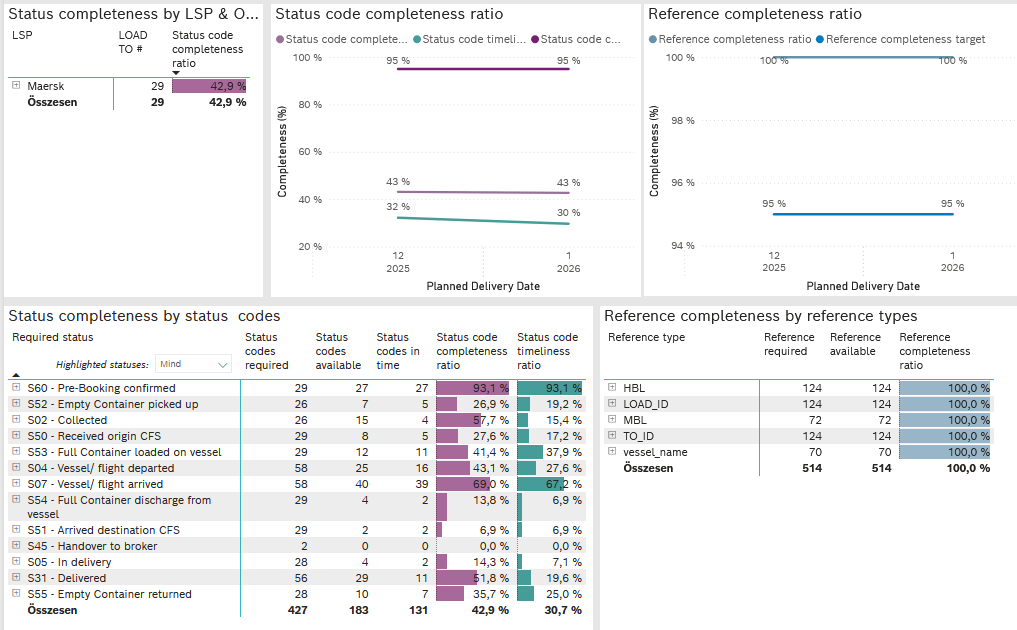 Status completeness by LSP & O...
LSP
LOAD TO #
Status code completeness ratio
Maersk 29 42,9 %
Összesen 29 42,9 %
Status code completeness ratio
Status code complete... Status code timeli... Status code c...
Completeness (%)
100 %
80 %
60 %
40 %
20 %
95 % 95 %
43 % 43 %
32 % 30 %
12 1
2025 2026
Planned Delivery Date
Reference completeness ratio
Reference completeness ratio Reference completeness target
Completeness (%)
100 %
98 %
96 %
94 %
100 % 100 %
95 % 95 %
12 1
2025 2026
Planned Delivery Date
Status completeness by status codes
Required status
Highlighted statuses: Mind
Status codes required
Status codes available
Status codes in time
Status code completeness ratio
Status code timeliness ratio
S60 - Pre-Booking confirmed 29 27 27 93,1 % 93,1 %
S52 - Empty Container picked up 26 7 5 26,9 % 19,2 %
S02 - Collected 26 15 4 57,7 % 15,4 %
S50 - Received origin CFS 29 8 5 27,6 % 17,2 %
S53 - Full Container loaded on vessel 29 12 11 41,4 % 37,9 %
S04 - Vessel/ flight departed 58 25 16 43,1 % 27,6 %
S07 - Vessel/ flight arrived 58 40 39 69,0 % 67,2 %
S54 - Full Container discharge from vessel 29 4 2 13,8 % 6,9 %
S51 - Arrived destination CFS 29 2 2 6,9 % 6,9 %
S45 - Handover to broker 2 0 0 0,0 % 0,0 %
S05 - In delivery 28 4 2 14,3 % 7,1 %
S31 - Delivered 56 29 11 51,8 % 19,6 %
S55 - Empty Container returned 28 10 7 35,7 % 25,0 %
Összesen 427 183 131 42,9 % 30,7 %
Reference completeness by reference types
Reference type
Reference required
Reference available
Reference completeness ratio
HBL 124 124 100,0 %
LOAD_ID 124 124 100,0 %
MBL 72 72 100,0 %
TO_ID 124 124 100,0 %
vessel_name 70 70 100,0 %
Összesen 514 514 100,0 %